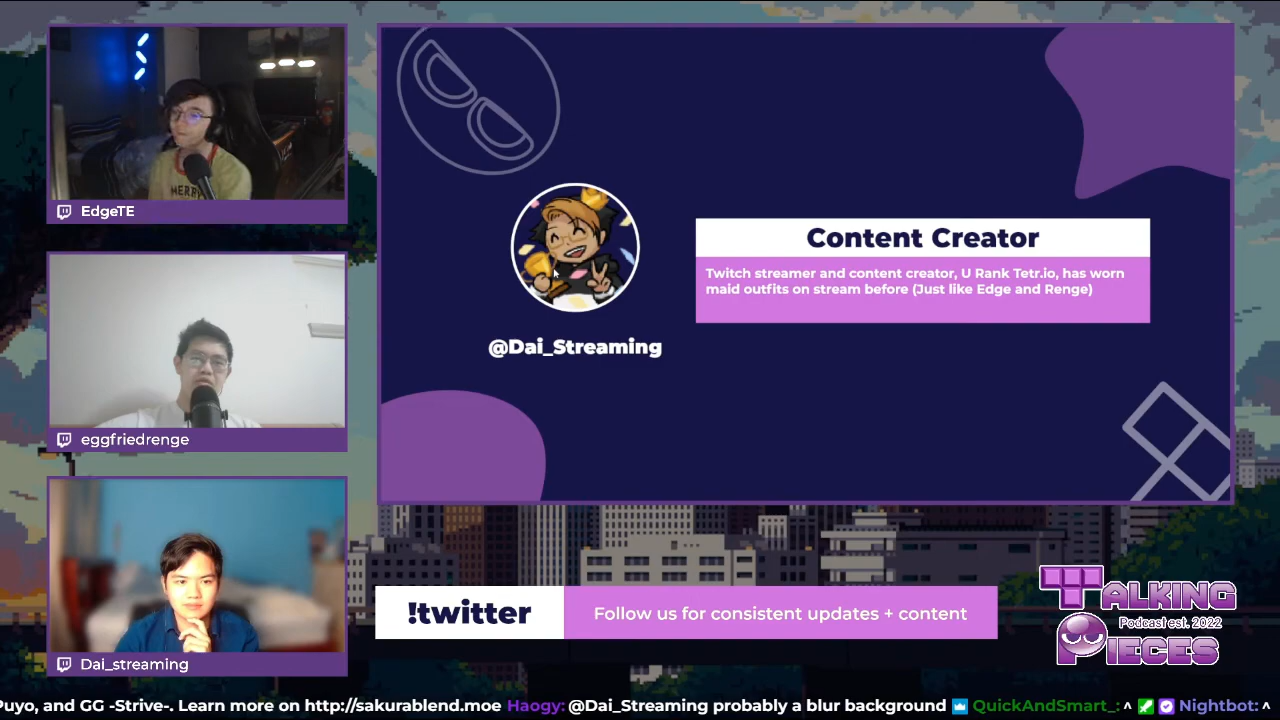 MERRY
EdgeTE
eggfriedrenge
Dai_streaming
@Dai_Streaming
Content Creator
Twitch streamer and content creator, U Rank Tetr.io, has worn
maid outfits on stream before (Just like Edge and Renge)
!twitter
Follow us for consistent updates + content
TALKING
Podcast est. 2022
PIECES
Puyo, and GG -Strive-. Learn more on http://sakurablend.moe Haogy: @Dai_Streaming probably a blur background QuickAndSmart_: ^ Nightbot: ^